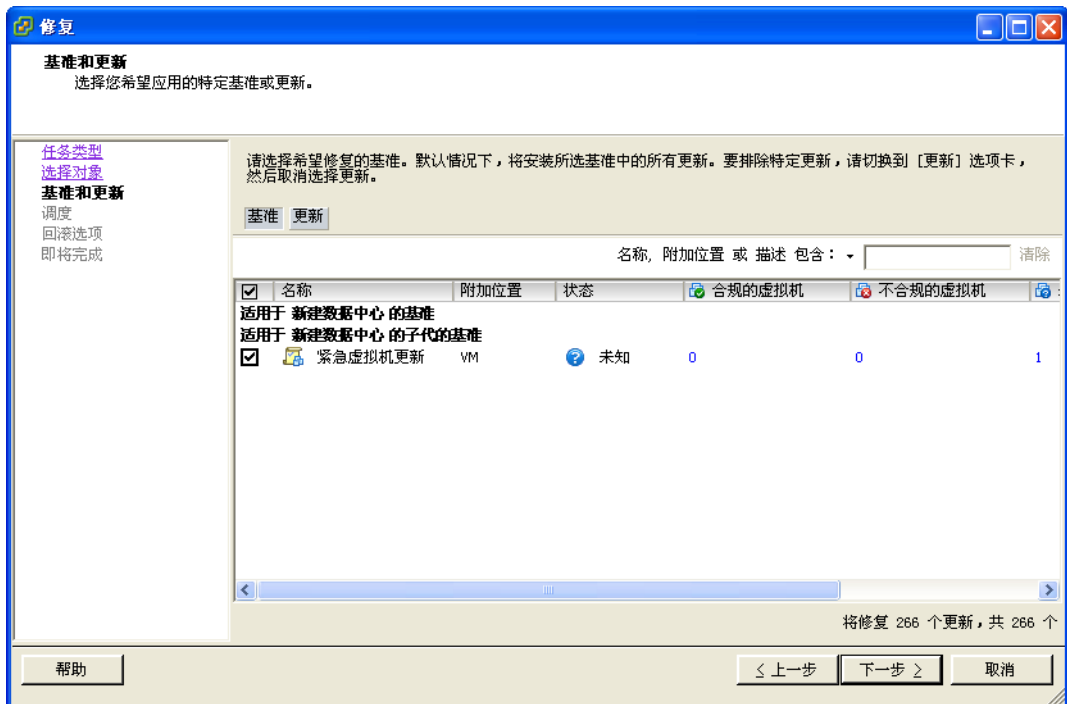 修复
基准和更新
选择您希望应用的特定基准或更新。
任务类型
选择对象
基准和更新
调度
回滚选项
即将完成
请选择希望修复的基准。默认情况下，将安装所选基准中的所有更新。要排除特定更新，请切换到 [更新] 选项卡，
然后取消选择更新。
基准 更新
名称, 附加位置 或 描述 包含： 清除
名称 附加位置 状态 合规的虚拟机 不合规的虚拟机
适用于 新建数据中心 的基准
适用于 新建数据中心 的子代的基准
紧急虚拟机更新 VM 未知 0 0 1
将修复 266 个更新，共 266 个
帮助 ≤ 上一步 下一步 ≥ 取消